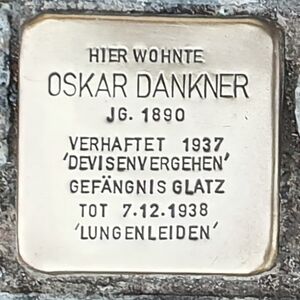 HIER WOHNTE
OSKAR DANKNER
JG. 1890
VERHAFTET 1937
'DEVISENVERGEHEN'
GEFÄNGNIS GLATZ
TOT 7.12.1938
'LUNGENLEIDEN'